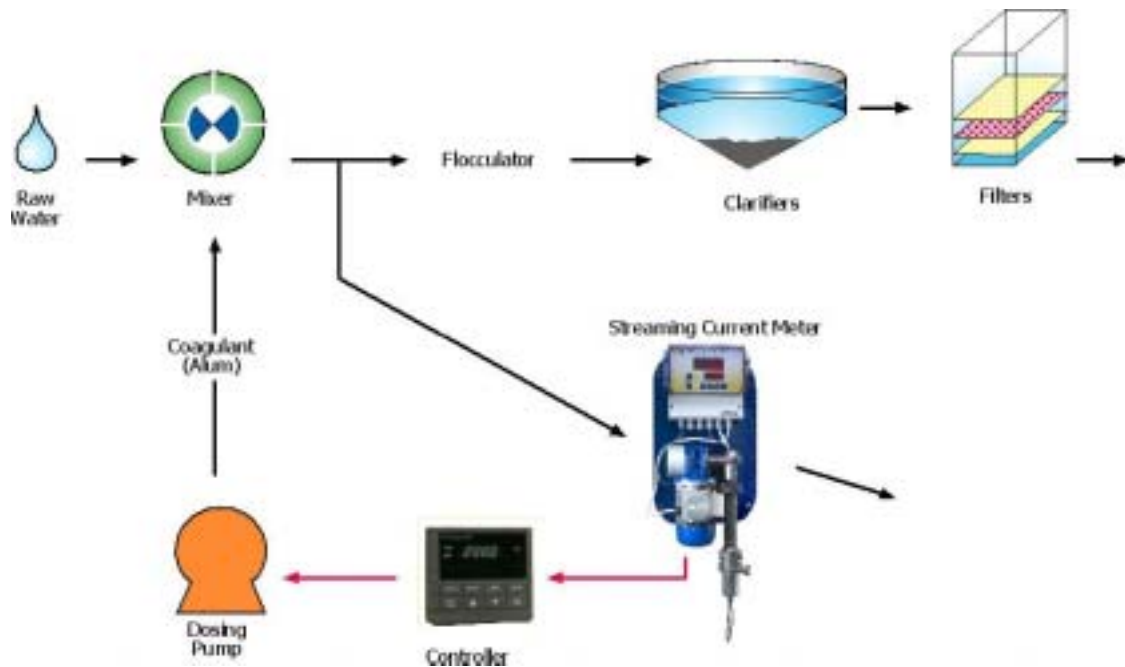 Raw
Water
Mixer
Flocculator
Clarifiers
Filters
Coagulant
(Alum)
Streaming Current Meter
Dosing
Pump
Controller